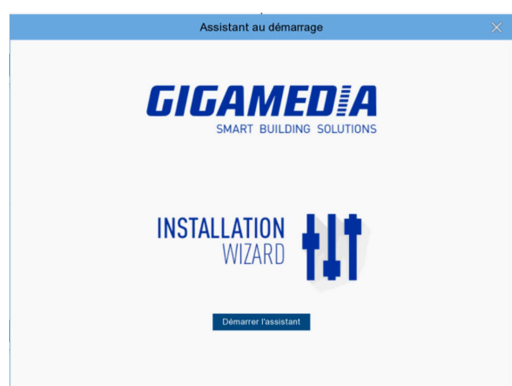 Assistant au démarrage
GIGAMEDIA
SMART BUILDING SOLUTIONS
INSTALLATION
WIZARD
Démarrer l'assistant